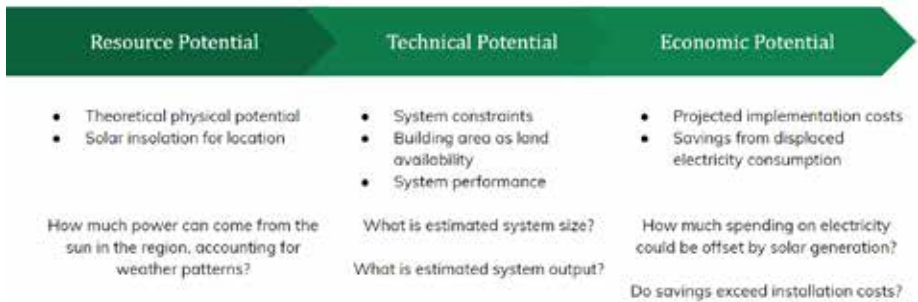 Resource Potential
Technical Potential
Economic Potential
● Theoretical physical potential
● Solar insolation for location
How much power can come from the
sun in the region, accounting for
weather patterns?
● System constraints
● Building area as land
availability
● System performance
What is estimated system size?
What is estimated system output?
● Projected implementation costs
● Savings from displaced
electricity consumption
How much spending on electricity
could be offset by solar generation?
Do savings exceed installation costs?